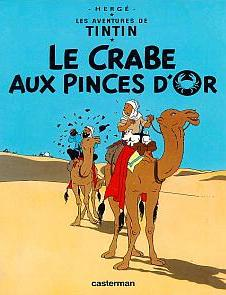 HERGÉ
LES AVENTURES DE
TINTIN
LE CRABE
AUX PINCES D'OR
casterman